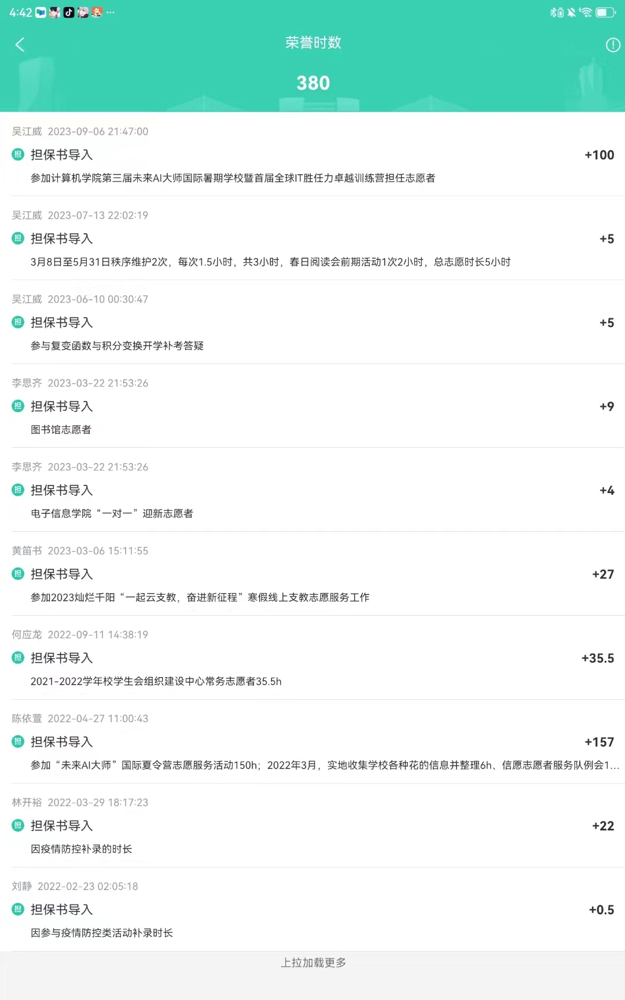 4:42
荣誉时数
380
吴江威 2023-09-06 21:47:00
担 担保书导入 +100
参加计算机学院第三届未来AI大师国际暑期学校暨首届全球IT胜任力卓越训练营担任志愿者
吴江威 2023-07-13 22:02:19
担 担保书导入 +5
3月8日至5月31日秩序维护2次，每次1.5小时，共3小时，春日阅读会前期活动1次2小时，总志愿时长5小时
吴江威 2023-06-10 00:30:47
担 担保书导入 +5
参与复变函数与积分变换开学补考答疑
李思齐 2023-03-22 21:53:26
担 担保书导入 +9
图书馆志愿者
李思齐 2023-03-22 21:53:26
担 担保书导入 +4
电子信息学院“一对一”迎新志愿者
黄笛书 2023-03-06 15:11:55
担 担保书导入 +27
参加2023灿烂千阳“一起云支教，奋进新征程”寒假线上支教志愿服务工作
何应龙 2022-09-11 14:38:19
担 担保书导入 +35.5
2021-2022学年校学生会组织建设中心常务志愿者35.5h
陈依萱 2022-04-27 11:00:43
担 担保书导入 +157
参加“未来AI大师”国际夏令营志愿服务活动150h；2022年3月，实地收集学校各种花的信息并整理6h、信愿志愿者服务队例会1...
林开裕 2022-03-29 18:17:23
担 担保书导入 +22
因疫情防控补录的时长
刘静 2022-02-23 02:05:18
担 担保书导入 +0.5
因参与疫情防控类活动补录时长
上拉加载更多